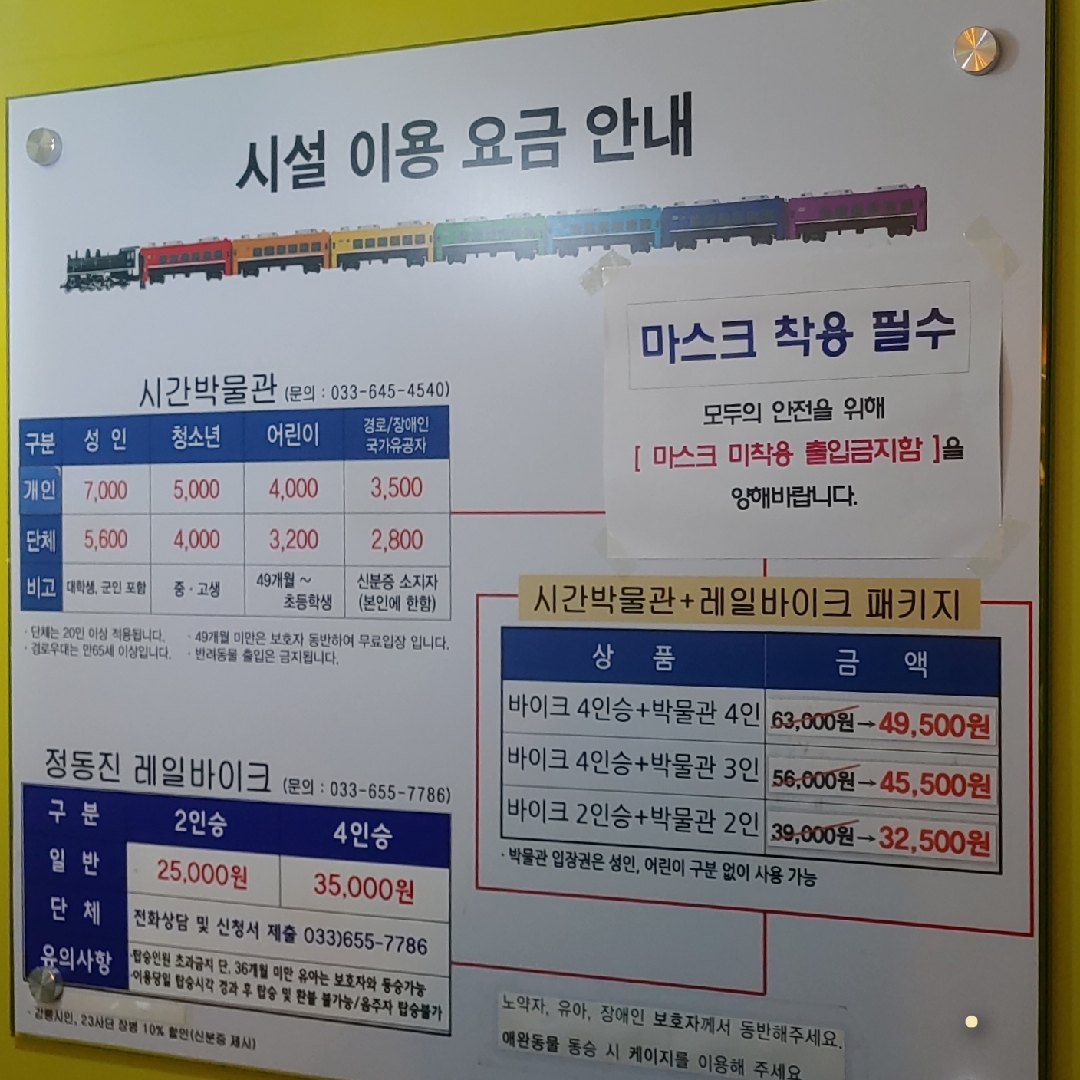 시설 이용 요금 안내
마스크 착용 필수
모두의 안전을 위해
[ 마스크 미착용 출입금지함 ]을
양해바랍니다.
시간박물관 (문의 : 033-645-4540)
구분 성 인 청소년 어린이 경로/장애인
국가유공자
개인 7,000 5,000 4,000 3,500
단체 5,600 4,000 3,200 2,800
비고 대학생, 군인 포함 중·고생 49개월 ~
초등학생
신분증 소지자
(본인에 한함)
· 단체는 20인 이상 적용됩니다.
· 경로우대는 만65세 이상입니다.
· 49개월 미만은 보호자 동반하여 무료입장 입니다.
· 반려동물 출입은 금지됩니다.
시간박물관+레일바이크 패키지
상 품 금 액
바이크 4인승+박물관 4인 63,000원→49,500원
바이크 4인승+박물관 3인 56,000원→45,500원
바이크 2인승+박물관 2인 39,000원→32,500원
· 박물관 입장권은 성인, 어린이 구분 없이 사용 가능
정동진 레일바이크 (문의 : 033-655-7786)
구 분 2인승 4인승
일 반 25,000원 35,000원
단 체 전화상담 및 신청서 제출 033)655-7786
유의사항 ·탑승인원 초과금지 단, 36개월 미만 유아는 보호자와 동승가능
·이용당일 탑승시각 경과 후 탑승 및 환불 불가능/음주자 탑승불가
· 강릉시민, 23사단 장병 10% 할인(신분증 제시)
노약자, 유아, 장애인 보호자께서 동반해주세요.
애완동물 동승 시 케이지를 이용해 주세요